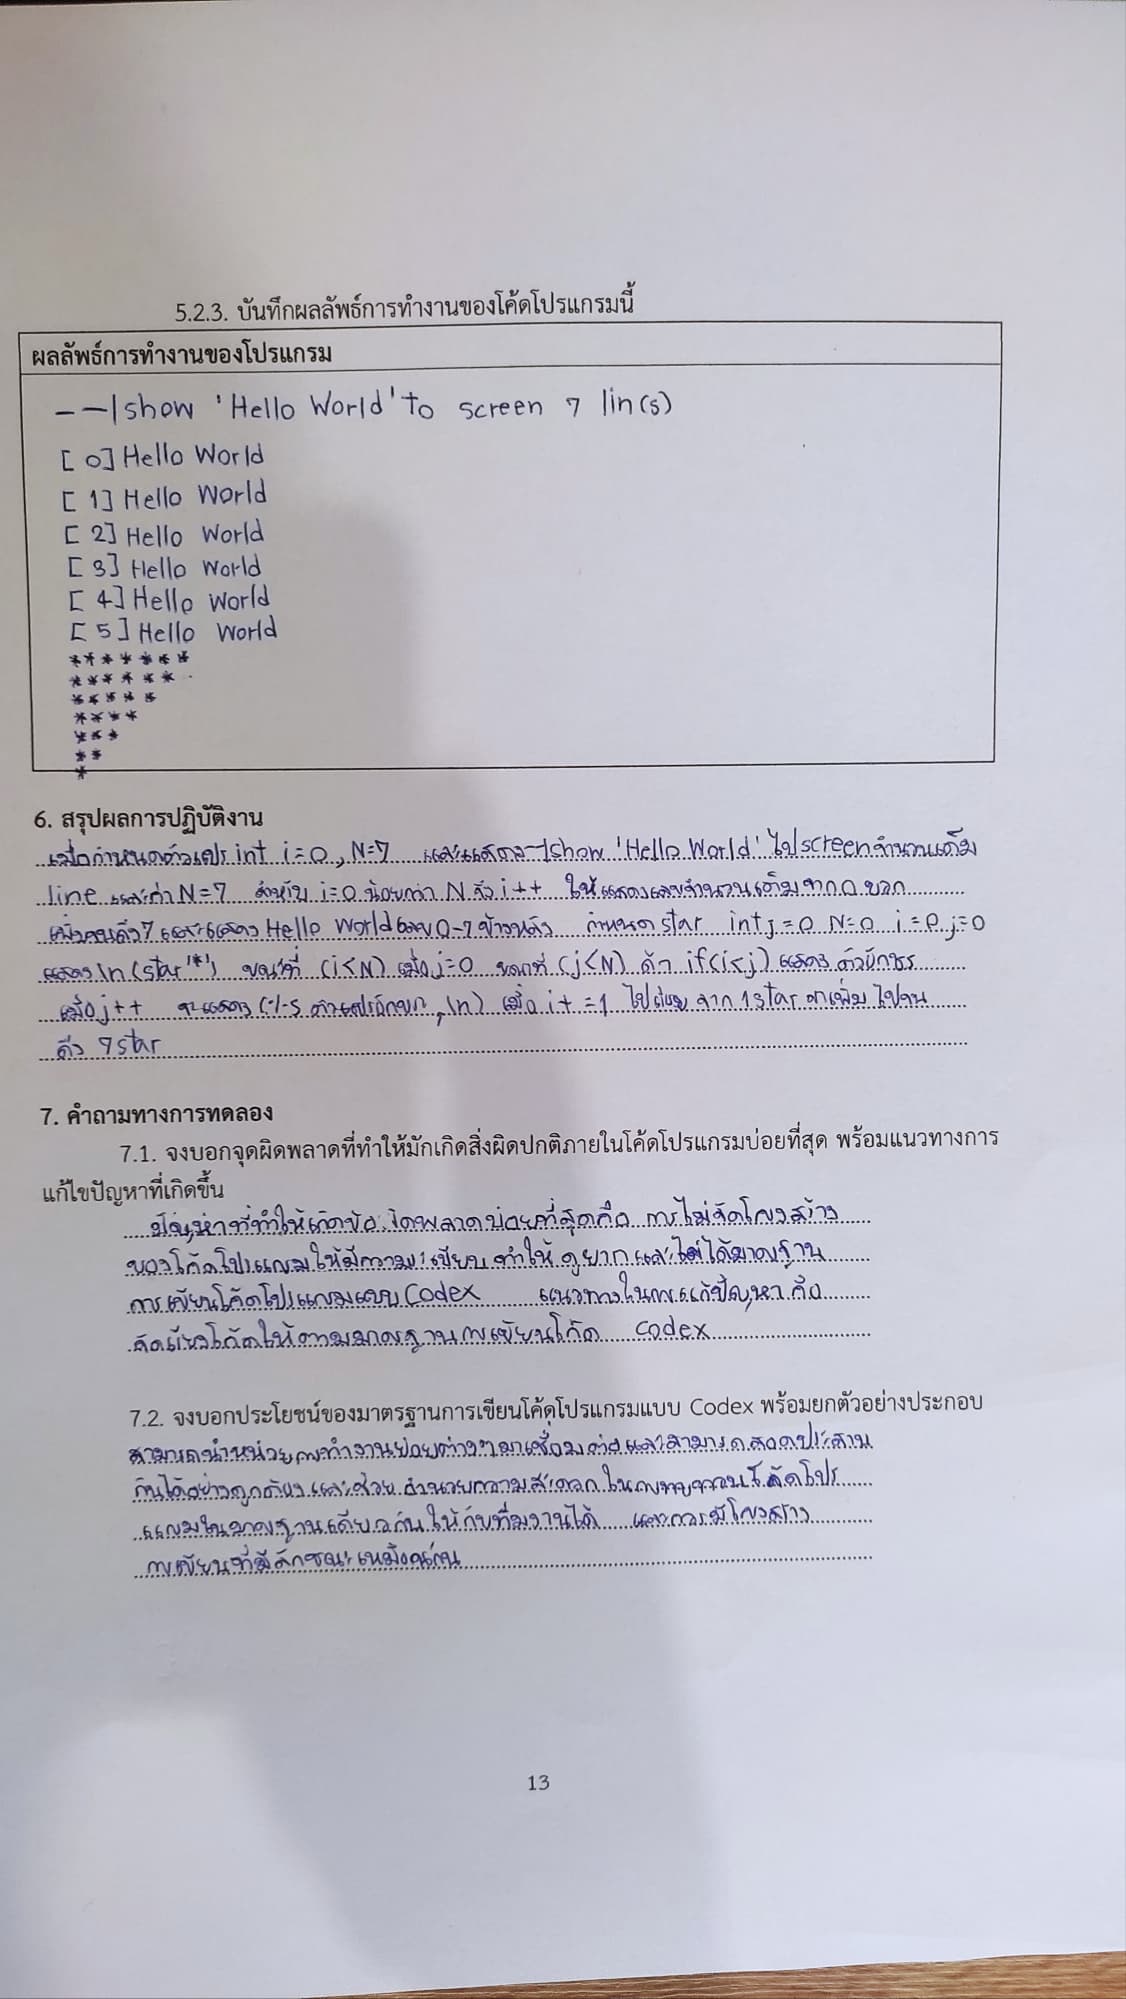 5.2.3. บันทึกผลลัพธ์การทำงานของโค้ดโปรแกรมนี้
ผลลัพธ์การทำงานของโปรแกรม
--|show 'Hello World' to screen 7 lin(s)
[ 0] Hello World
[ 1] Hello World
[ 2] Hello World
[ 3] Hello World
[ 4] Hello World
[ 5] Hello World
*******
******
*****
****
***
**
*
6. สรุปผลการปฏิบัติงาน
เมื่อกำหนดตัวแปร int i=0, N=7 และแสดง -|show 'Hello World' ไป screen จำนวนเต็ม
line และค่า N=7 สำหรับ i=0 น้อยกว่า N ถึง i++ ให้แสดงเลขจำนวนเต็มจาก 0 บวก
เพิ่มจนถึง 7 และแสดง Hello World 0-7 ข้างหลัง กำหนด star int j=0 N=0 i=0 j=0
แสดง \n(star'*') ขณะที่ (i<N) เมื่อ j=0 ขณะที่ (j<N) ถ้า if(i<j) แสดง ตัวอักษร
เมื่อ j++ จะแสดง (%s , \n) เมื่อ i+=1 จาก 1 star เพิ่มไปจน
ถึง 7 star
7. คำถามทางการทดลอง
7.1. จงบอกจุดผิดพลาดที่ทำให้มักเกิดสิ่งผิดปกติภายในโค้ดโปรแกรมบ่อยที่สุด พร้อมแนวทางการ
แก้ไขปัญหาที่เกิดขึ้น
ปัญหาที่ทำให้เกิดข้อผิดพลาดบ่อยที่สุดคือ การไม่จัดโครงสร้าง
ของโค้ดโปรแกรมให้มีความระเบียบ ทำให้ดูยากและไม่ได้มาตรฐาน
การเขียนโค้ดโปรแกรมแบบ Codex แนวทางในการแก้ปัญหา คือ
จัดเรียงโค้ดให้ตามมาตรฐานการเขียนโค้ด codex
7.2. จงบอกประโยชน์ของมาตรฐานการเขียนโค้ดโปรแกรมแบบ Codex พร้อมยกตัวอย่างประกอบ
สามารถนำหน่วยการทำงานย่อยต่างๆมาเชื่อมต่อและสามารถสอดประสาน
กันได้อย่างถูกต้อง และช่วยอำนวยความสะดวกในการทบทวนโค้ดโปร
แกรมในมาตรฐานเดียวกันให้กับทีมงานได้ และการมีโครงสร้าง
การเขียนที่มีลักษณะเหมือนกัน
13